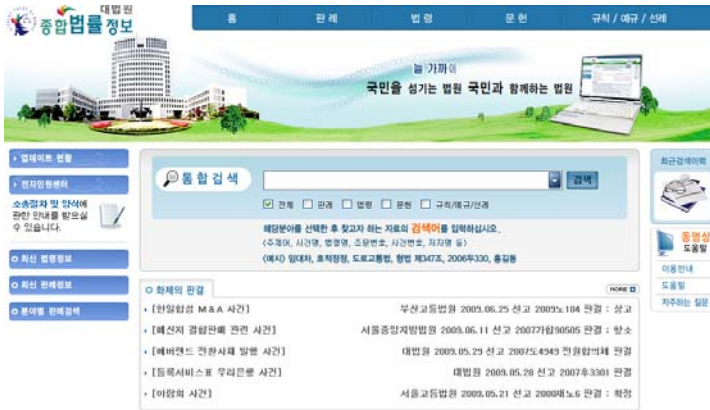 대법원
종합법률정보
홈 판례 법령 문헌 규칙 / 예규 / 선례
늘 가까이
국민을 섬기는 법원 국민과 함께하는 법원
업데이트 현황
전자민원센터
소송절차 및 양식에
관한 안내를 받으실
수 있습니다.
최신 법령정보
최신 판례정보
분야별 판례검색
통합검색 검색
전체 판례 법령 문헌 규칙/예규/선례
해당분야를 선택한 후 찾고자 하는 자료의 검색어를 입력하십시오.
(주제어, 사건명, 법령명, 조문번호, 사건번호, 저자명 등)
(예시) 임대차, 호적정정, 도로교통법, 형법 제347조, 2006두330, 홍길동
화제의 판결 HOME
[한일합섬 M&A 사건] 부산고등법원 2009.06.25 선고 2009노184 판결 : 상고
[폐신지 결합판매 관련 사건] 서울중앙지방법원 2009.06.11 선고 2007가합90505 판결 : 항소
[에버랜드 전환사채 발행 사건] 대법원 2009.05.29 선고 2007도4949 전원합의체 판결
[등록서비스표 우리은행 사건] 대법원 2009.05.28 선고 2007후3301 판결
[아람회 사건] 서울고등법원 2009.05.21 선고 2000재노6 판결 : 확정
최근검색이력
동영상
도움말
이용안내
도움말
자주하는 질문